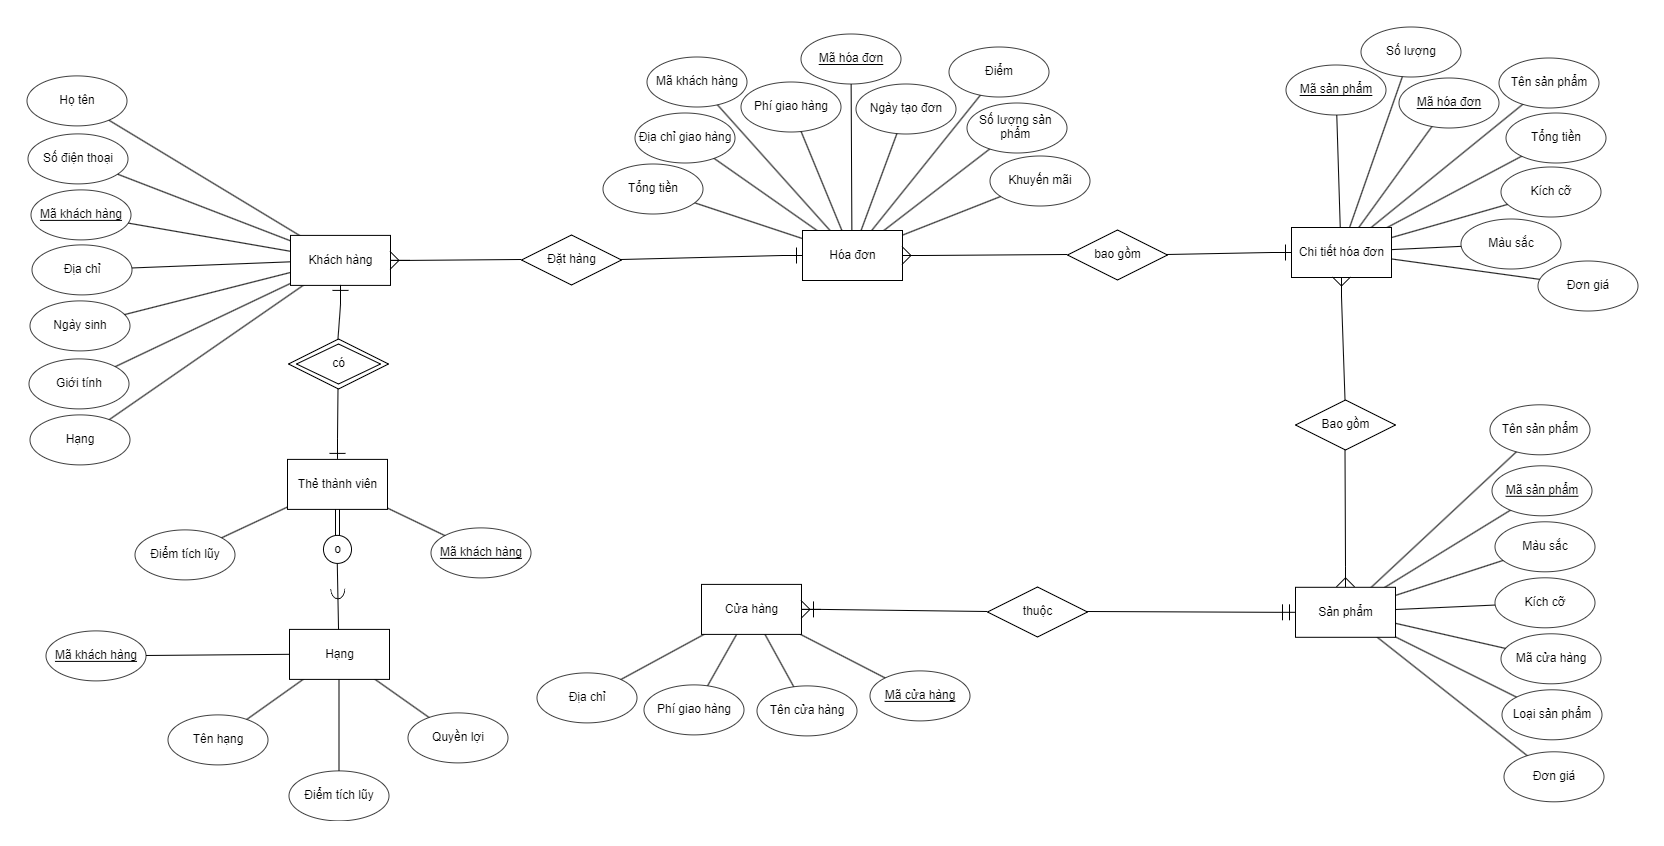 Họ tên
Số điện thoại
Mã khách hàng
Địa chỉ
Ngày sinh
Giới tính
Hạng
Khách hàng
Đặt hàng
Mã khách hàng
Phí giao hàng
Mã hóa đơn
Ngày tạo đơn
Điểm
Số lượng sản
phẩm
Địa chỉ giao hàng
Tổng tiền
Khuyến mãi
Hóa đơn
bao gồm
Số lượng
Mã sản phẩm
Mã hóa đơn
Tên sản phẩm
Tổng tiền
Kích cỡ
Màu sắc
Đơn giá
Chi tiết hóa đơn
có
Thẻ thành viên
Điểm tích lũy
Mã khách hàng
o
Hạng
Mã khách hàng
Tên hạng
Điểm tích lũy
Quyền lợi
Bao gồm
Cửa hàng
Địa chỉ
Phí giao hàng
Tên cửa hàng
Mã cửa hàng
thuộc
Sản phẩm
Tên sản phẩm
Mã sản phẩm
Màu sắc
Kích cỡ
Mã cửa hàng
Loại sản phẩm
Đơn giá